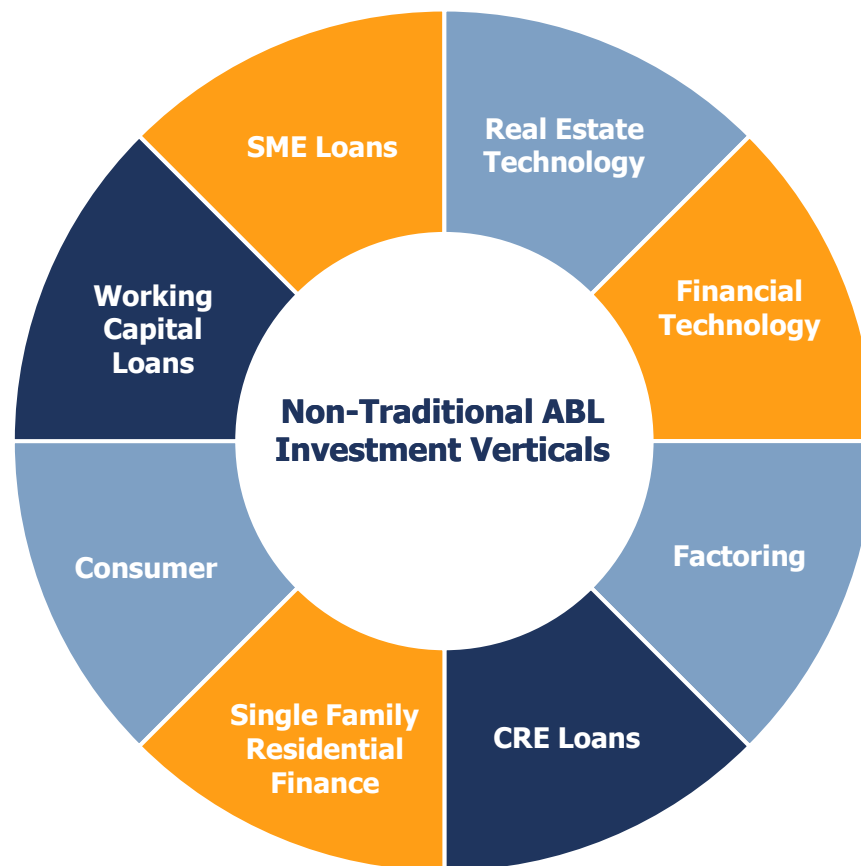 SME Loans
Real Estate
Technology
Financial
Technology
Working
Capital
Loans
Non-Traditional ABL
Investment Verticals
Factoring
Consumer
Single Family
Residential
Finance
CRE Loans